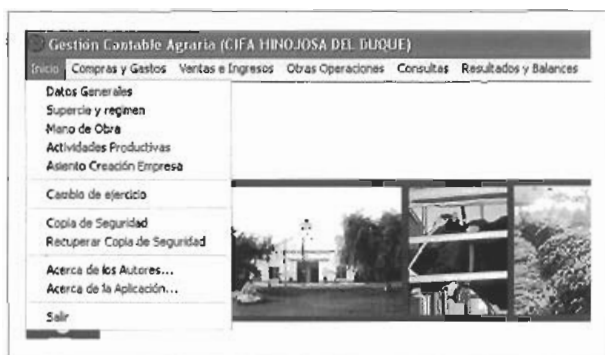 Gestión Contable Agraria (CIFA HINOJOSA DEL DUQUE)
Inicio Compras y Gastos Ventas e Ingresos Otras Operaciones Consultas Resultados y Balances
Datos Generales
Supercie y regimen
Mano de Obra
Actividades Productivas
Asiento Creación Empresa
Cambio de ejercicio
Copia de Seguridad
Recuperar Copia de Seguridad
Acerca de los Autores...
Acerca de la Aplicación...
Salir